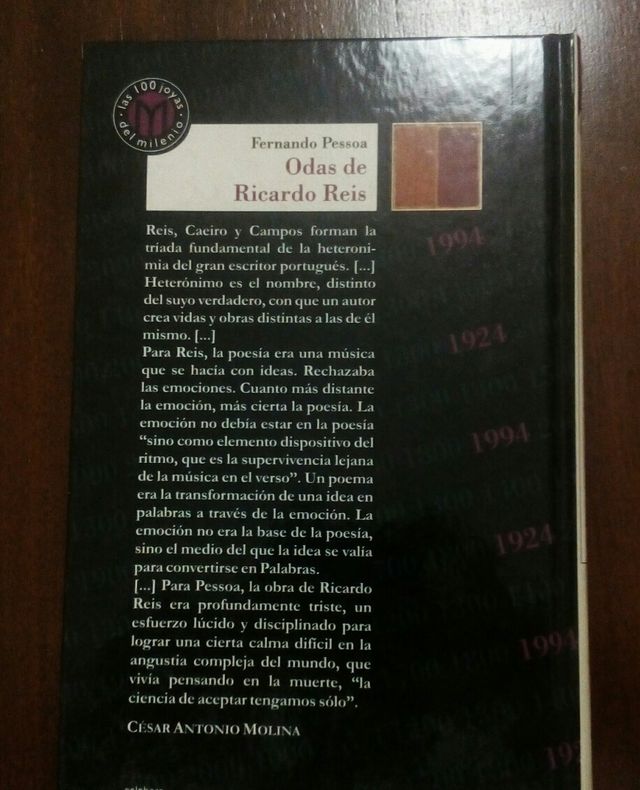 las 100 joyas
del milenio
Fernando Pessoa
Odas de
Ricardo Reis
Reis, Caeiro y Campos forman la
tríada fundamental de la heteroni-
mia del gran escritor portugués. [...]
Heterónimo es el nombre, distinto
del suyo verdadero, con que un autor
crea vidas y obras distintas a las de él
mismo. [...]
Para Reis, la poesía era una música
que se hacía con ideas. Rechazaba
las emociones. Cuanto más distante
la emoción, más cierta la poesía. La
emoción no debía estar en la poesía
“sino como elemento dispositivo del
ritmo, que es la supervivencia lejana
de la música en el verso”. Un poema
era la transformación de una idea en
palabras a través de la emoción. La
emoción no era la base de la poesía,
sino el medio del que la idea se valía
para convertirse en Palabras.
[...] Para Pessoa, la obra de Ricardo
Reis era profundamente triste, un
esfuerzo lúcido y disciplinado para
lograr una cierta calma difícil en la
angustia compleja del mundo, que
vivía pensando en la muerte, “la
ciencia de aceptar tengamos sólo”.
CÉSAR ANTONIO MOLINA
1994
1924
1994
1924
1994